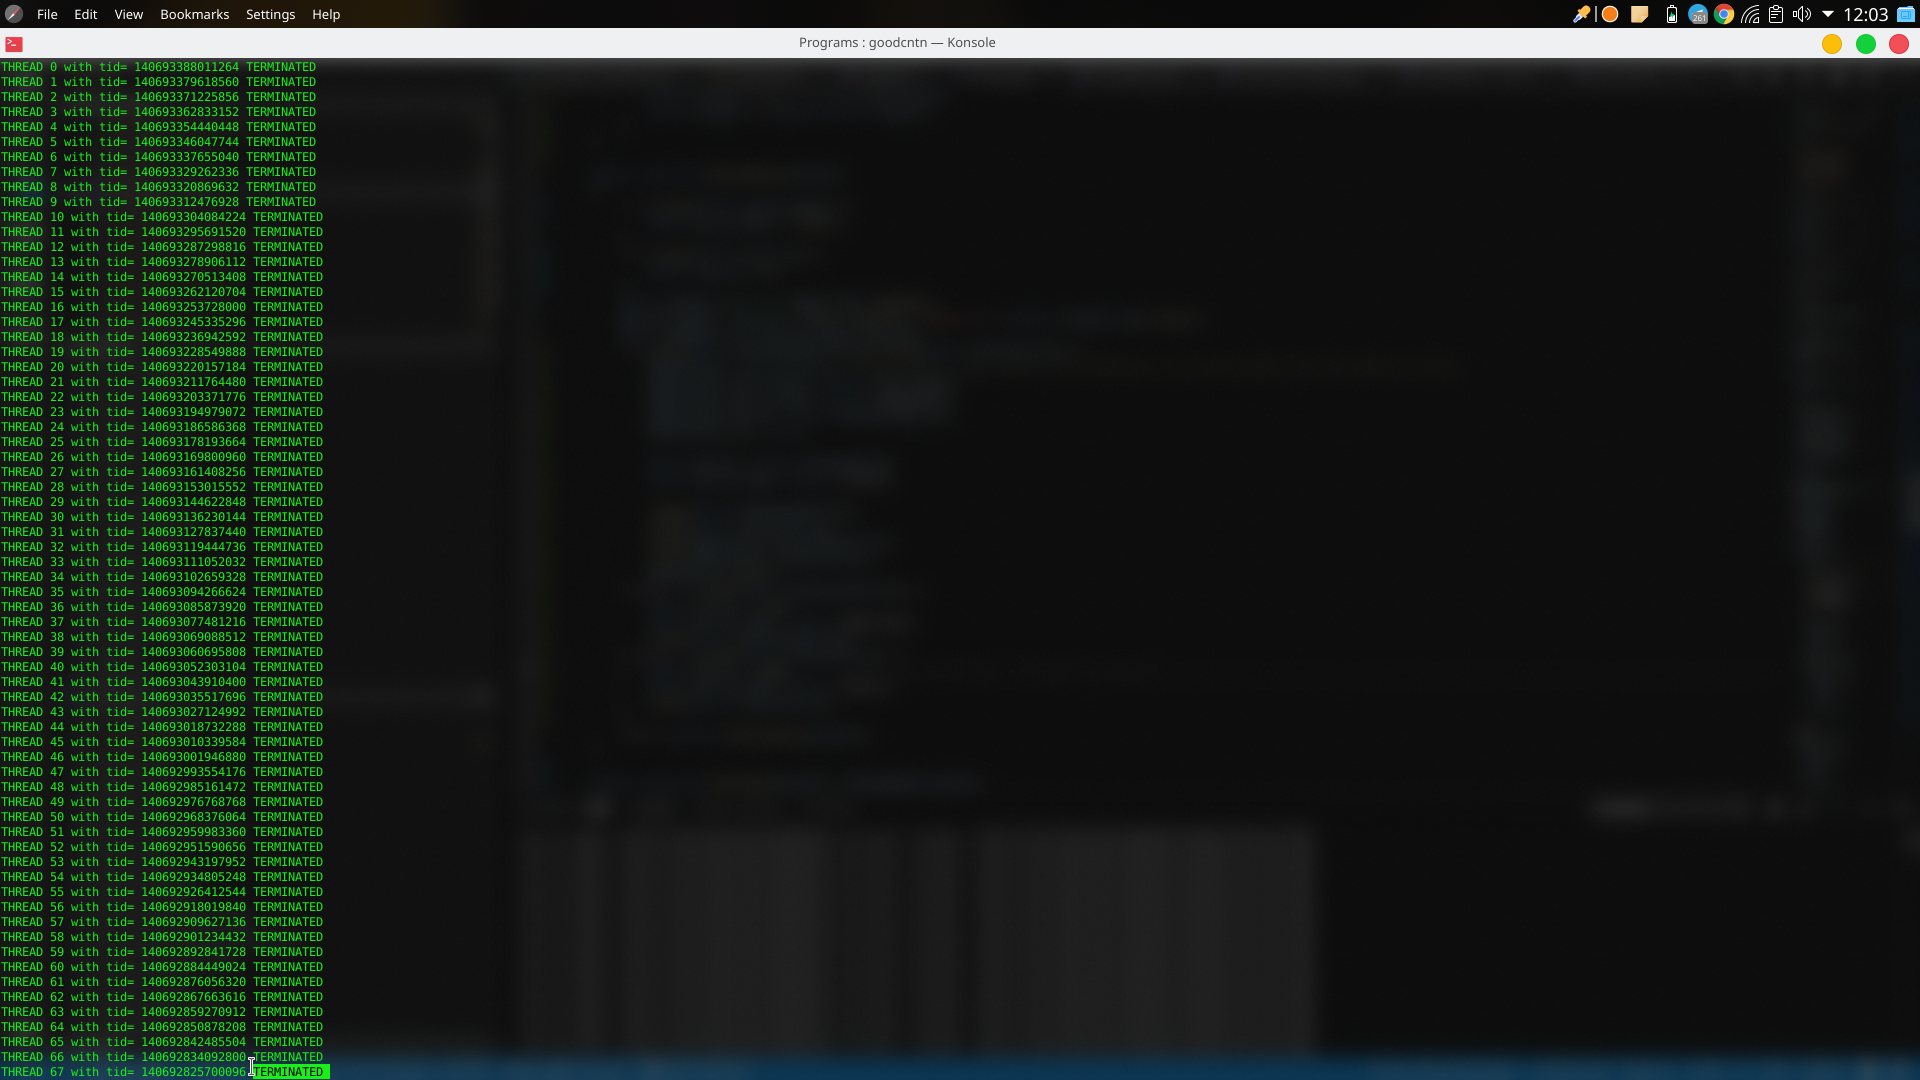 File Edit View Bookmarks Settings Help
261
12:03
Programs : goodcntn — Konsole
THREAD 0 with tid= 140693388011264 TERMINATED
THREAD 1 with tid= 140693379618560 TERMINATED
THREAD 2 with tid= 140693371225856 TERMINATED
THREAD 3 with tid= 140693362833152 TERMINATED
THREAD 4 with tid= 140693354440448 TERMINATED
THREAD 5 with tid= 140693346047744 TERMINATED
THREAD 6 with tid= 140693337655040 TERMINATED
THREAD 7 with tid= 140693329262336 TERMINATED
THREAD 8 with tid= 140693320869632 TERMINATED
THREAD 9 with tid= 140693312476928 TERMINATED
THREAD 10 with tid= 140693304084224 TERMINATED
THREAD 11 with tid= 140693295691520 TERMINATED
THREAD 12 with tid= 140693287298816 TERMINATED
THREAD 13 with tid= 140693278906112 TERMINATED
THREAD 14 with tid= 140693270513408 TERMINATED
THREAD 15 with tid= 140693262120704 TERMINATED
THREAD 16 with tid= 140693253728000 TERMINATED
THREAD 17 with tid= 140693245335296 TERMINATED
THREAD 18 with tid= 140693236942592 TERMINATED
THREAD 19 with tid= 140693228549888 TERMINATED
THREAD 20 with tid= 140693220157184 TERMINATED
THREAD 21 with tid= 140693211764480 TERMINATED
THREAD 22 with tid= 140693203371776 TERMINATED
THREAD 23 with tid= 140693194979072 TERMINATED
THREAD 24 with tid= 140693186586368 TERMINATED
THREAD 25 with tid= 140693178193664 TERMINATED
THREAD 26 with tid= 140693169800960 TERMINATED
THREAD 27 with tid= 140693161408256 TERMINATED
THREAD 28 with tid= 140693153015552 TERMINATED
THREAD 29 with tid= 140693144622848 TERMINATED
THREAD 30 with tid= 140693136230144 TERMINATED
THREAD 31 with tid= 140693127837440 TERMINATED
THREAD 32 with tid= 140693119444736 TERMINATED
THREAD 33 with tid= 140693111052032 TERMINATED
THREAD 34 with tid= 140693102659328 TERMINATED
THREAD 35 with tid= 140693094266624 TERMINATED
THREAD 36 with tid= 140693085873920 TERMINATED
THREAD 37 with tid= 140693077481216 TERMINATED
THREAD 38 with tid= 140693069088512 TERMINATED
THREAD 39 with tid= 140693060695808 TERMINATED
THREAD 40 with tid= 140693052303104 TERMINATED
THREAD 41 with tid= 140693043910400 TERMINATED
THREAD 42 with tid= 140693035517696 TERMINATED
THREAD 43 with tid= 140693027124992 TERMINATED
THREAD 44 with tid= 140693018732288 TERMINATED
THREAD 45 with tid= 140693010339584 TERMINATED
THREAD 46 with tid= 140693001946880 TERMINATED
THREAD 47 with tid= 140692993554176 TERMINATED
THREAD 48 with tid= 140692985161472 TERMINATED
THREAD 49 with tid= 140692976768768 TERMINATED
THREAD 50 with tid= 140692968376064 TERMINATED
THREAD 51 with tid= 140692959983360 TERMINATED
THREAD 52 with tid= 140692951590656 TERMINATED
THREAD 53 with tid= 140692943197952 TERMINATED
THREAD 54 with tid= 140692934805248 TERMINATED
THREAD 55 with tid= 140692926412544 TERMINATED
THREAD 56 with tid= 140692918019840 TERMINATED
THREAD 57 with tid= 140692909627136 TERMINATED
THREAD 58 with tid= 140692901234432 TERMINATED
THREAD 59 with tid= 140692892841728 TERMINATED
THREAD 60 with tid= 140692884449024 TERMINATED
THREAD 61 with tid= 140692876056320 TERMINATED
THREAD 62 with tid= 140692867663616 TERMINATED
THREAD 63 with tid= 140692859270912 TERMINATED
THREAD 64 with tid= 140692850878208 TERMINATED
THREAD 65 with tid= 140692842485504 TERMINATED
THREAD 66 with tid= 140692834092800 TERMINATED
THREAD 67 with tid= 140692825700096 TERMINATED